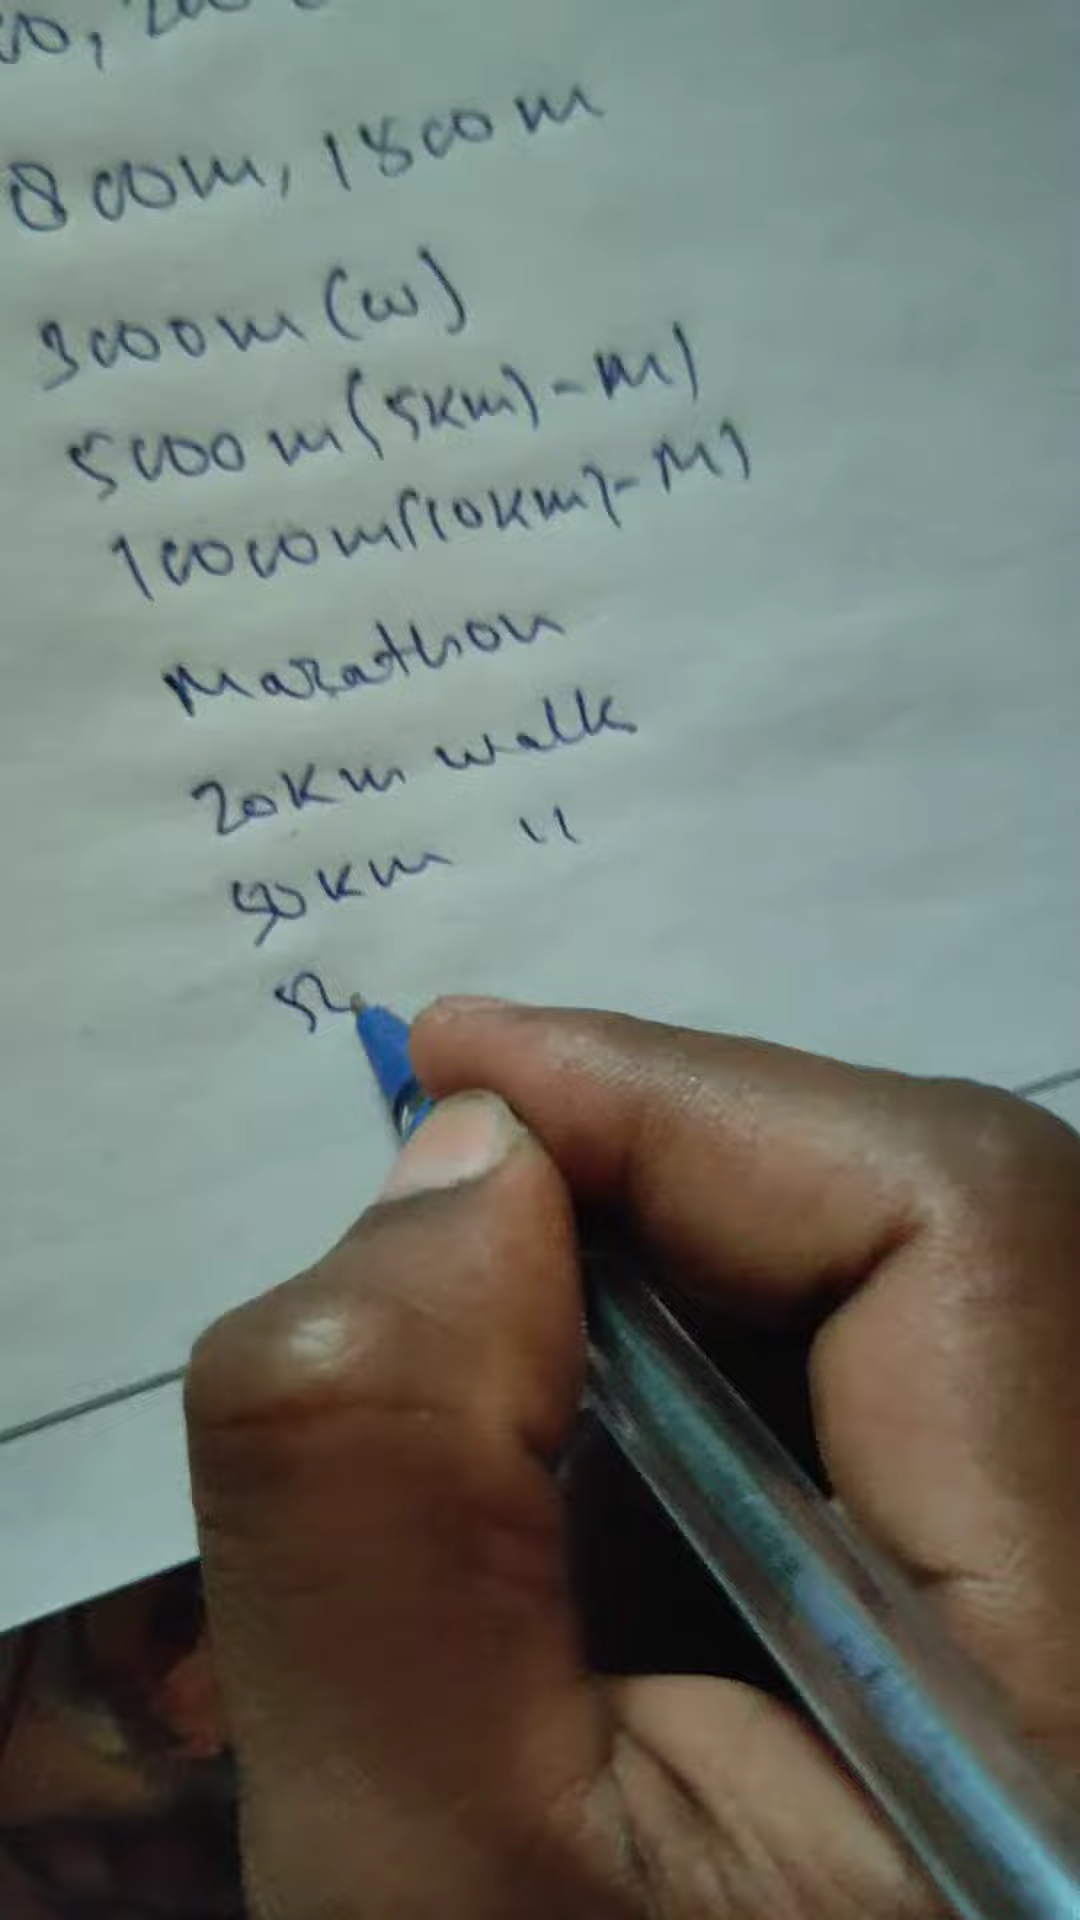 800m, 1800m
3000m (w)
5000m (5km) - M)
10000m (10km) - M)
Marathon
20km walk
50km "